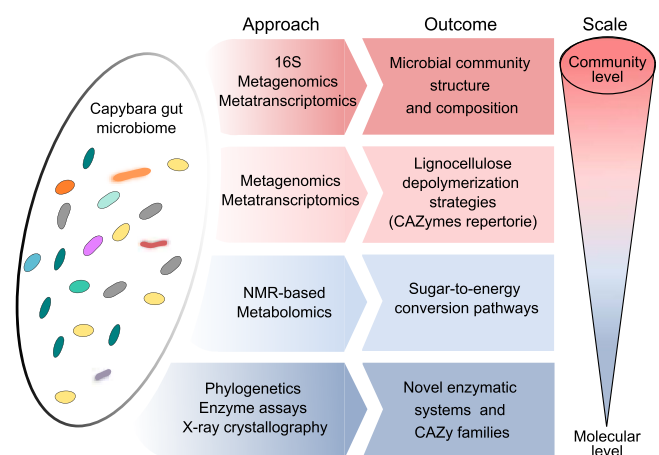 Approach
Outcome
Scale
Capybara gut
microbiome
16S
Metagenomics
Metatranscriptomics
Microbial community
structure
and composition
Community
level
Metagenomics
Metatranscriptomics
Lignocellulose
depolymerization
strategies
(CAZymes repertorie)
NMR-based
Metabolomics
Sugar-to-energy
conversion pathways
Phylogenetics
Enzyme assays
X-ray crystallography
Novel enzymatic
systems and
CAZy families
Molecular
level